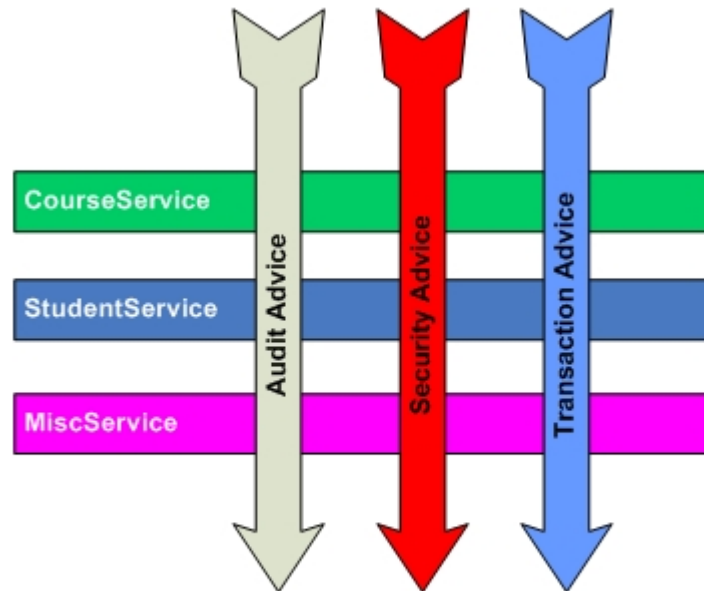 CourseService
StudentService
MiscService
Audit Advice
Security Advice
Transaction Advice